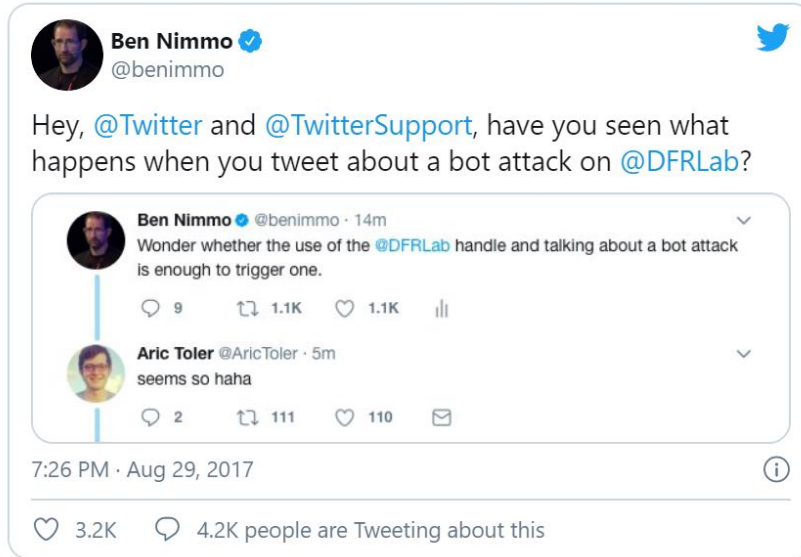 Ben Nimmo
@benimmo
Hey, @Twitter and @TwitterSupport, have you seen what
happens when you tweet about a bot attack on @DFRLab?
Ben Nimmo @benimmo · 14m
Wonder whether the use of the @DFRLab handle and talking about a bot attack
is enough to trigger one.
9 1.1K 1.1K
Aric Toler @AricToler · 5m
seems so haha
2 111 110
7:26 PM · Aug 29, 2017
3.2K 4.2K people are Tweeting about this